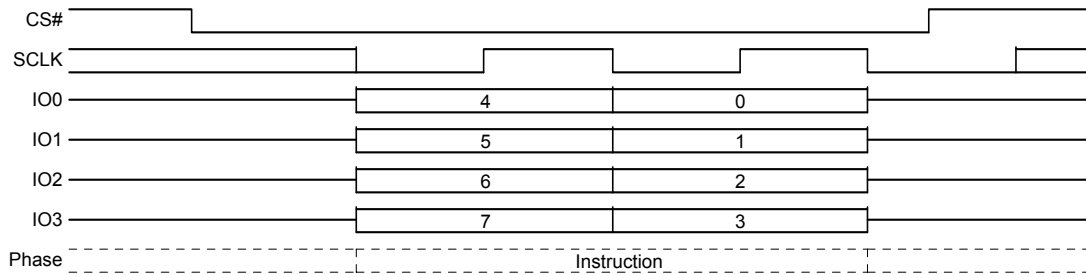 CS#
SCLK
IO0 4 0
IO1 5 1
IO2 6 2
IO3 7 3
Phase Instruction